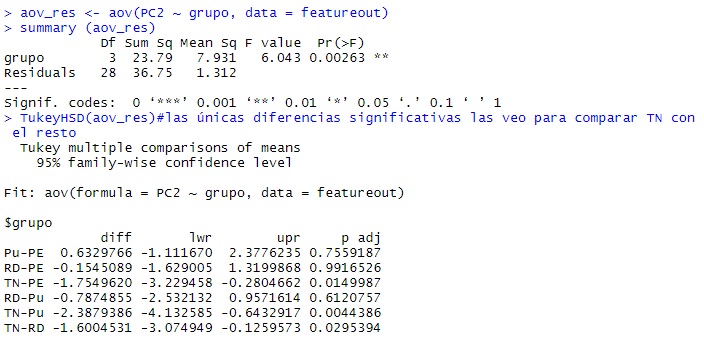 > aov_res <- aov(PC2 ~ grupo, data = featureout)
> summary (aov_res)
            Df Sum Sq Mean Sq F value  Pr(>F)
grupo        3  23.79   7.931   6.043 0.00263 **
Residuals   28  36.75   1.312
---
Signif. codes:  0 ‘***’ 0.001 ‘**’ 0.01 ‘*’ 0.05 ‘.’ 0.1 ‘ ’ 1
> TukeyHSD(aov_res)#las únicas diferencias significativas las veo para comparar TN con
 el resto
  Tukey multiple comparisons of means
    95% family-wise confidence level

Fit: aov(formula = PC2 ~ grupo, data = featureout)

$grupo
            diff       lwr        upr     p adj
Pu-PE  0.6329766 -1.111670  2.3776235 0.7559187
RD-PE -0.1545089 -1.629005  1.3199868 0.9916526
TN-PE -1.7549620 -3.229458 -0.2804662 0.0149987
RD-Pu -0.7874855 -2.532132  0.9571614 0.6120757
TN-Pu -2.3879386 -4.132585 -0.6432917 0.0044386
TN-RD -1.6004531 -3.074949 -0.1259573 0.0295394